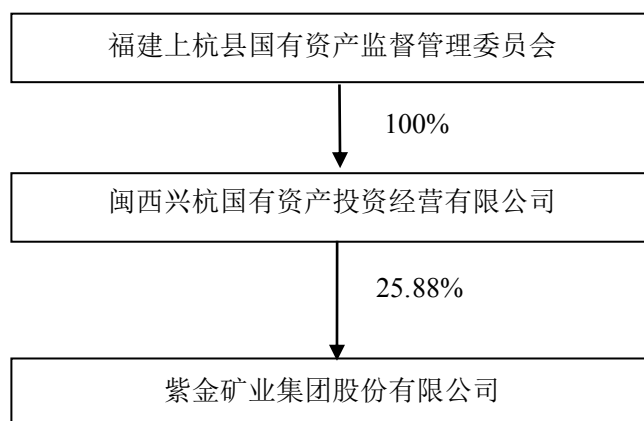 福建上杭县国有资产监督管理委员会
100%
闽西兴杭国有资产投资经营有限公司
25.88%
紫金矿业集团股份有限公司